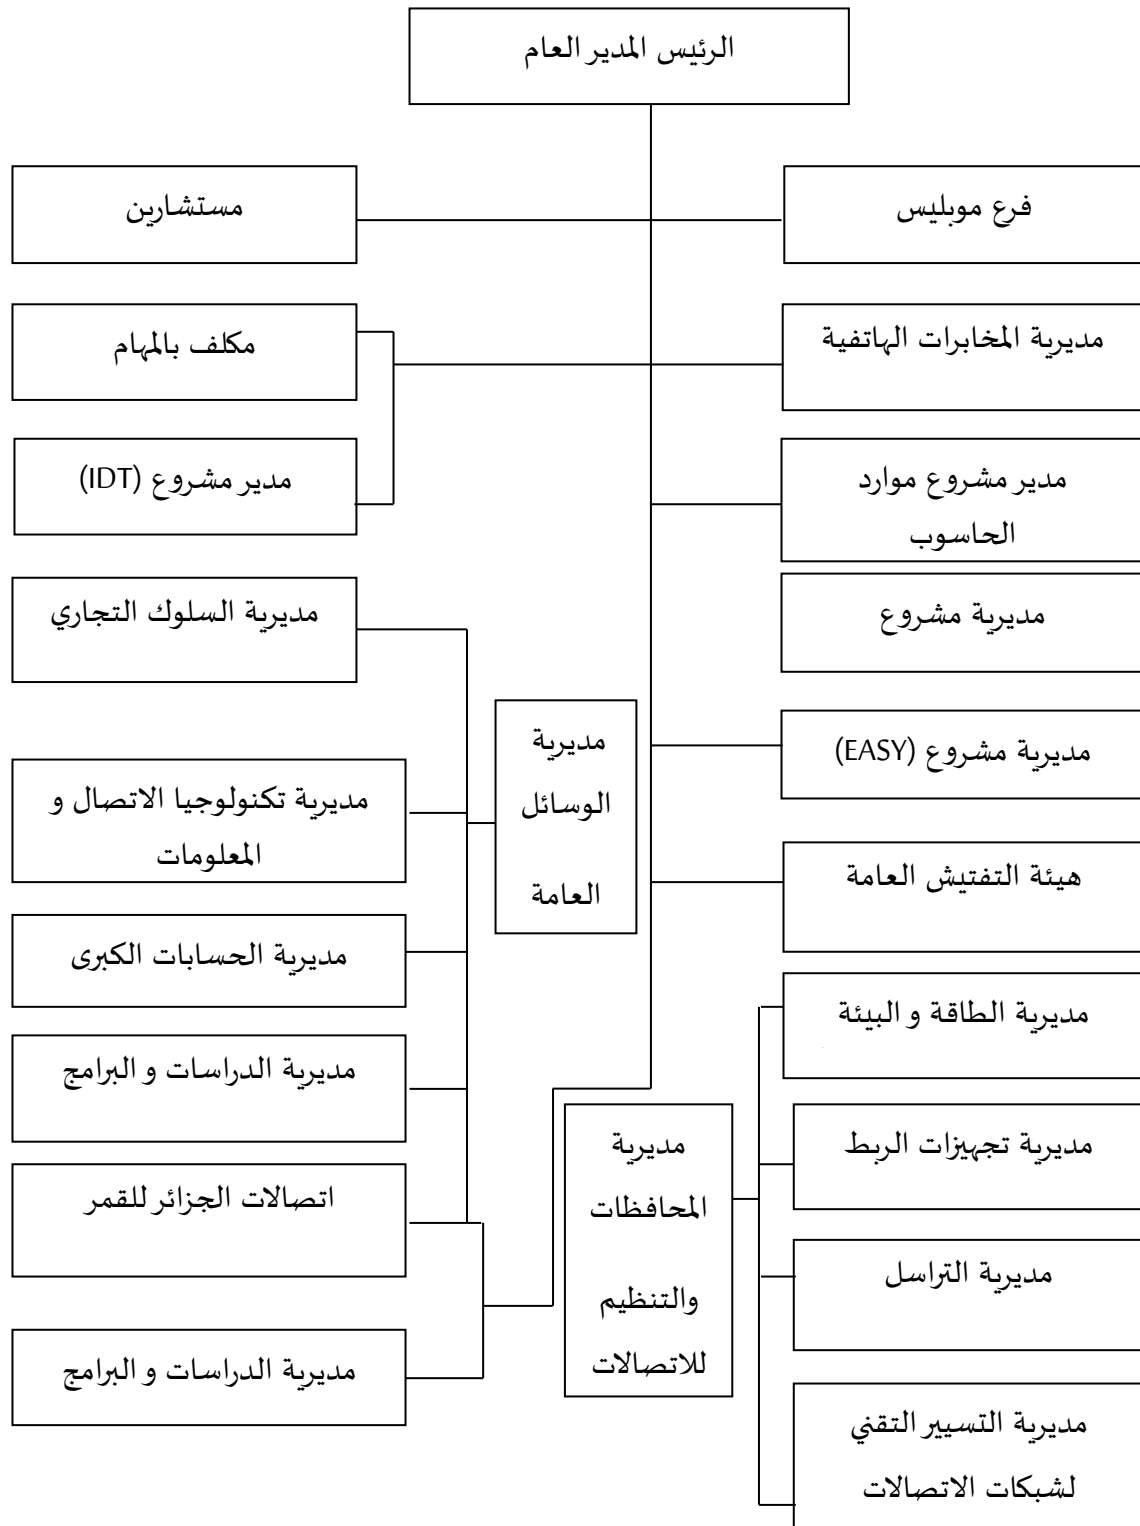 الرئيس المدير العام
فرع موبليس
مستشارين
مديرية المخابرات الهاتفية
مكلف بالمهام
مدير مشروع موارد
الحاسوب
مدير مشروع (IDT)
مديرية مشروع
مديرية السلوك التجاري
مديرية مشروع (EASY)
مديرية
الوسائل
العامة
مديرية تكنولوجيا الاتصال و
المعلومات
هيئة التفتيش العامة
مديرية الحسابات الكبرى
مديرية الطاقة و البيئة
مديرية الدراسات و البرامج
مديرية تجهيزات الربط
مديرية
المحافظات
والتنظيم
للاتصالات
اتصالات الجزائر للقمر
مديرية التراسل
مديرية الدراسات و البرامج
مديرية التسيير التقني
لشبكات الاتصالات